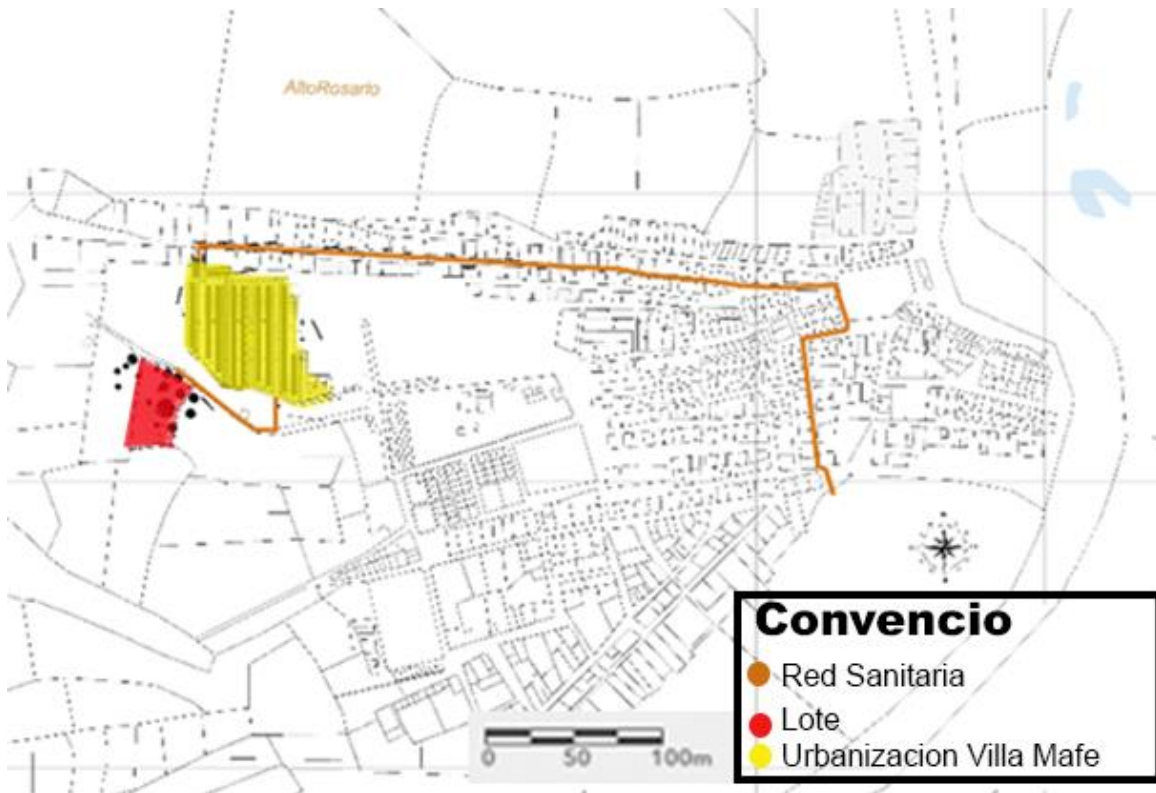 AltoRosario
Convencio
Red Sanitaria
Lote
Urbanizacion Villa Mafe
0 50 100m